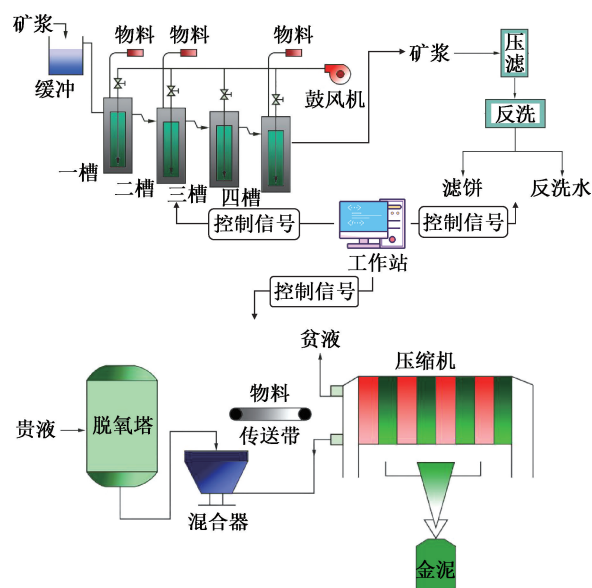 矿浆
缓冲
物料
物料
物料
鼓风机
一槽
二槽
三槽
四槽
矿浆
压滤
反洗
滤饼
反洗水
控制信号
控制信号
工作站
控制信号
贫液
压缩机
物料
传送带
贵液
脱氧塔
混合器
金泥